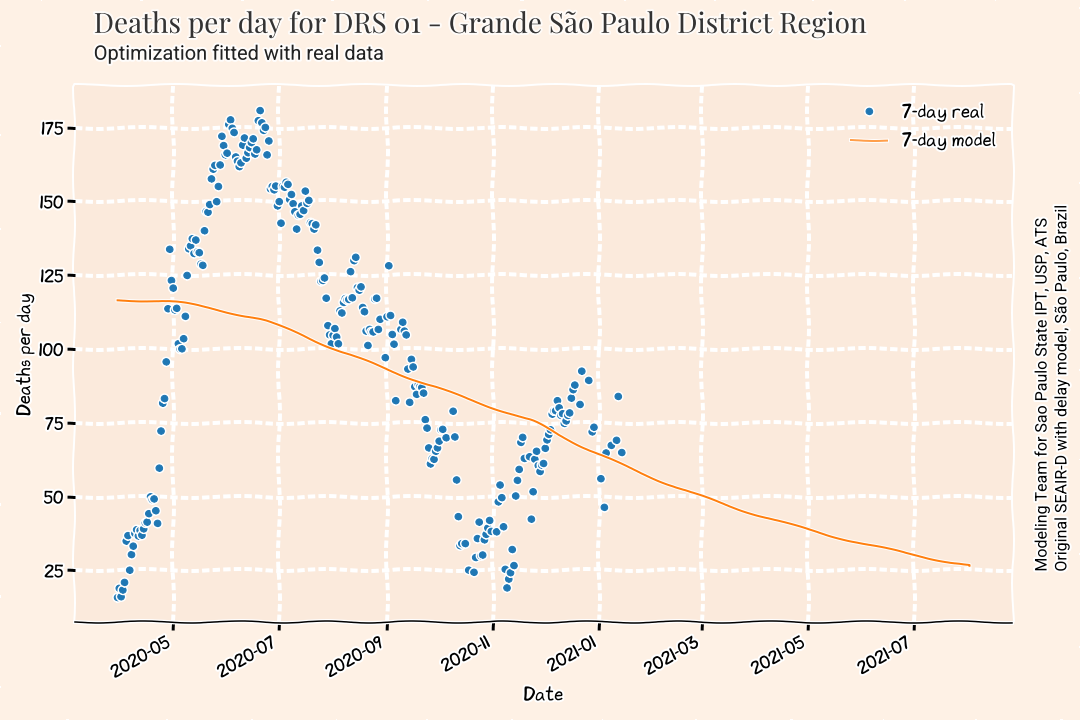 Deaths per day for DRS 01 - Grande São Paulo District Region
Optimization fitted with real data
7-day real
7-day model
Deaths per day
175
150
125
100
75
50
25
2020-05
2020-07
2020-09
2020-11
2021-01
2021-03
2021-05
2021-07
Date
Modeling Team for Sao Paulo State IPT, USP, ATS
Original SEAIR-D with delay model, São Paulo, Brazil